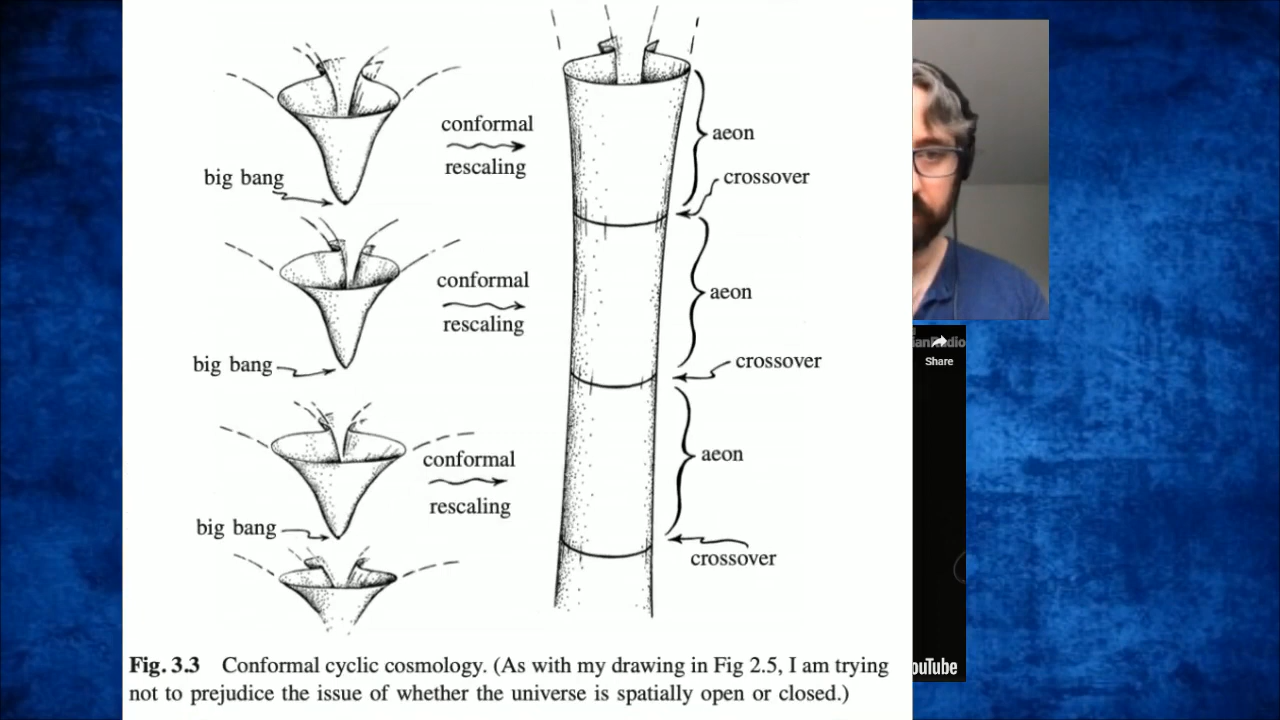 conformal
rescaling
big bang
aeon
crossover
conformal
rescaling
big bang
aeon
crossover
conformal
rescaling
big bang
aeon
crossover
Fig. 3.3 Conformal cyclic cosmology. (As with my drawing in Fig 2.5, I am trying
not to prejudice the issue of whether the universe is spatially open or closed.)
Share